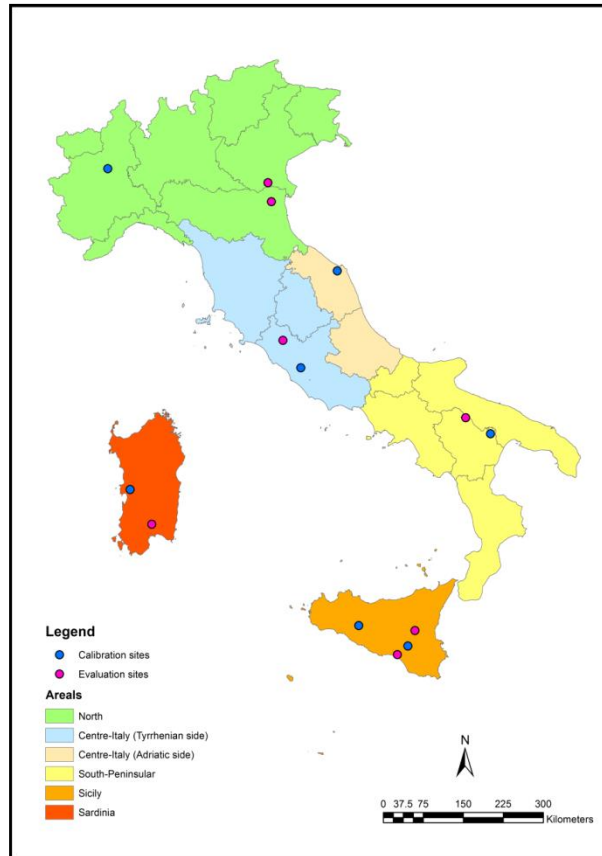 Legend
Calibration sites
Evaluation sites
Areals
North
Centre-Italy (Tyrrhenian side)
Centre-Italy (Adriatic side)
South-Peninsular
Sicily
Sardinia
N
0 37.5 75 150 225 300
Kilometers